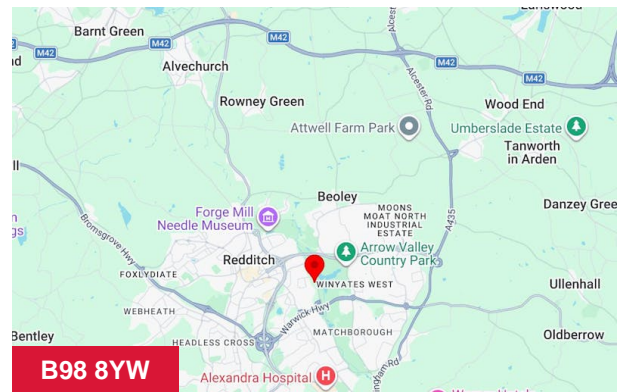 Earlswood
Barnt Green
M42
M42
M42
Alvechurch
Alcester Rd
Rowney Green
Wood End
Attwell Farm Park
Umberslade Estate
Tanworth
in Arden
Beoley
Danzey Gree
Forge Mill
Needle Museum
MOONS
MOAT NORTH
INDUSTRIAL
ESTATE
A435
Bromsgrove Hwy
Arrow Valley
Country Park
Redditch
FOXLYDIATE
WINYATES WEST
Ullenhall
WEBHEATH
Warwick Hwy
Bentley
HEADLESS CROSS
MATCHBOROUGH
Oldberrow
B98 8YW
Alexandra Hospital
H